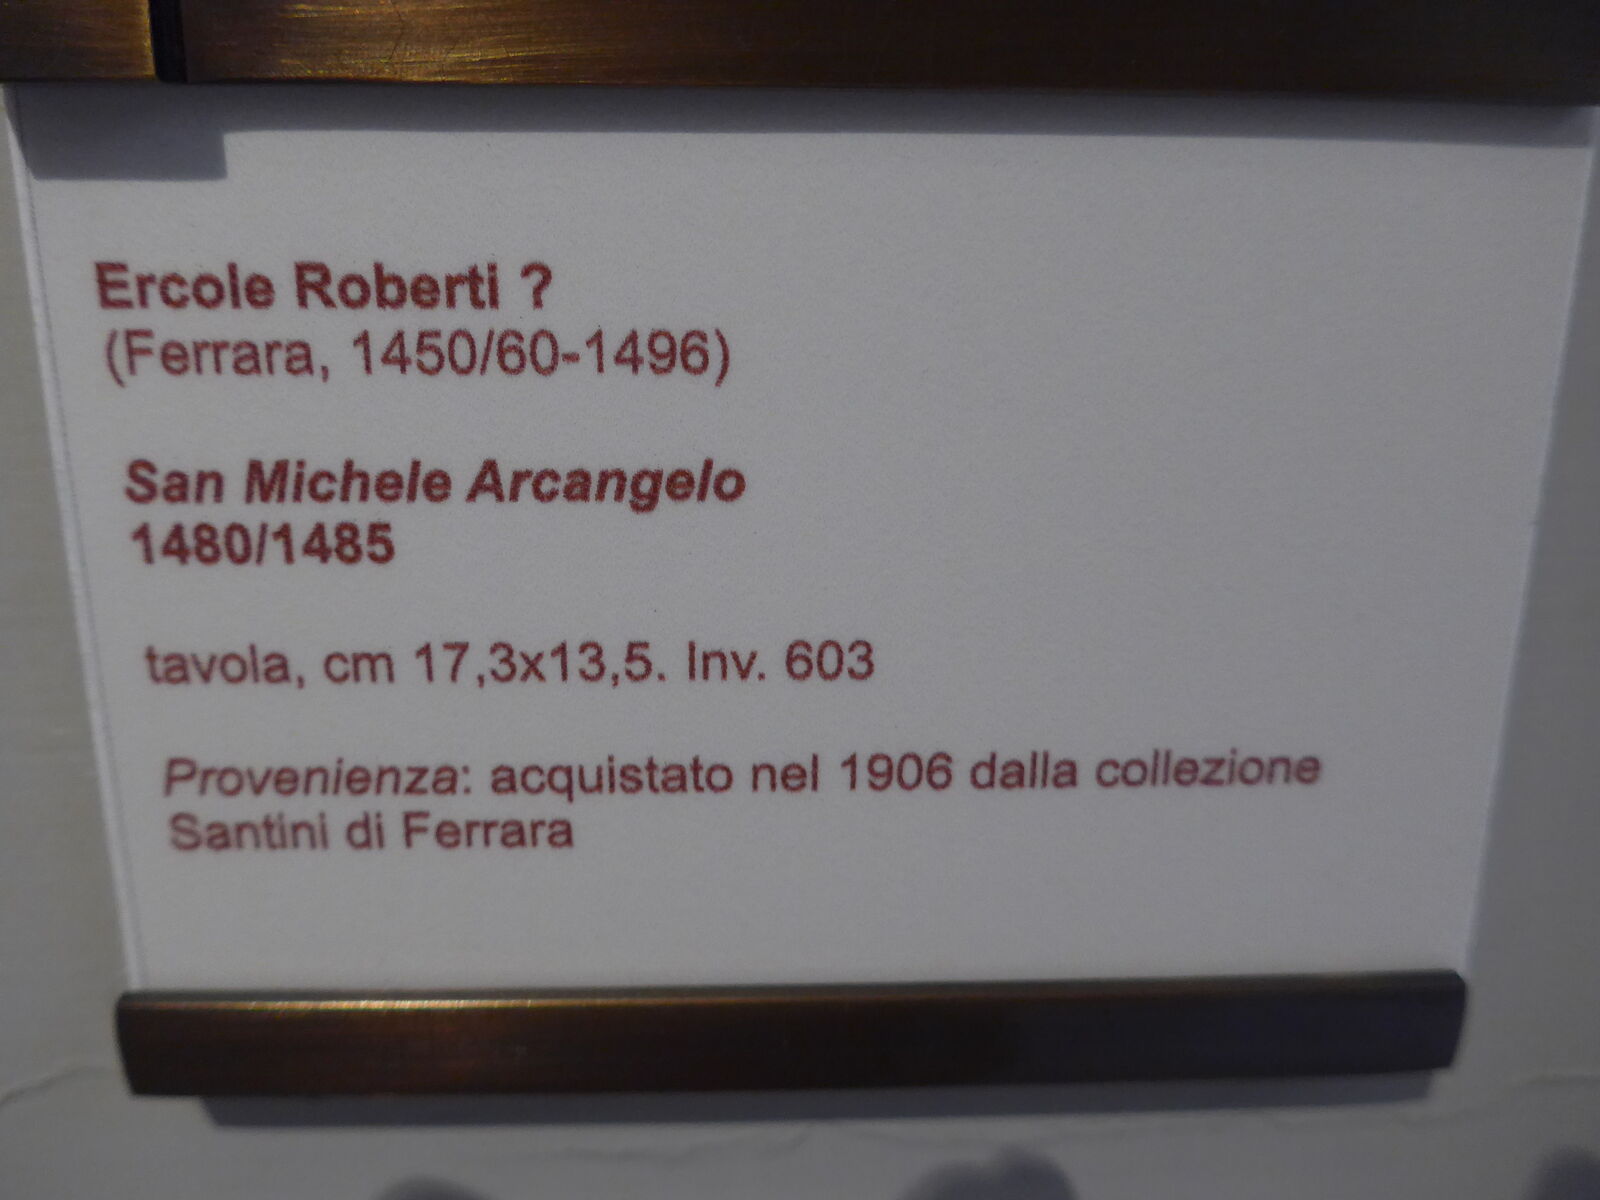 Ercole Roberti ?
(Ferrara, 1450/60-1496)
San Michele Arcangelo
1480/1485
tavola, cm 17,3x13,5. Inv. 603
Provenienza: acquistato nel 1906 dalla collezione
Santini di Ferrara